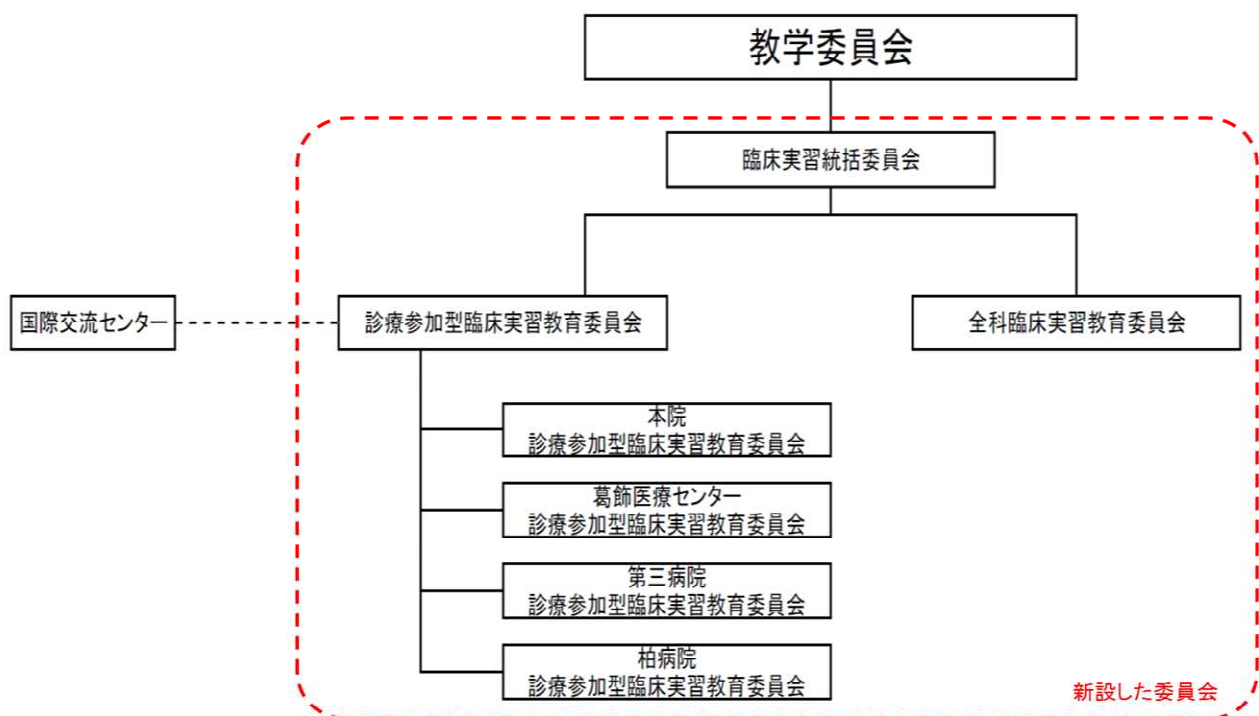 教学委員会
臨床実習統括委員会
国際交流センター
診療参加型臨床実習教育委員会
全科臨床実習教育委員会
本院
診療参加型臨床実習教育委員会
葛飾医療センター
診療参加型臨床実習教育委員会
第三病院
診療参加型臨床実習教育委員会
柏病院
診療参加型臨床実習教育委員会
新設した委員会